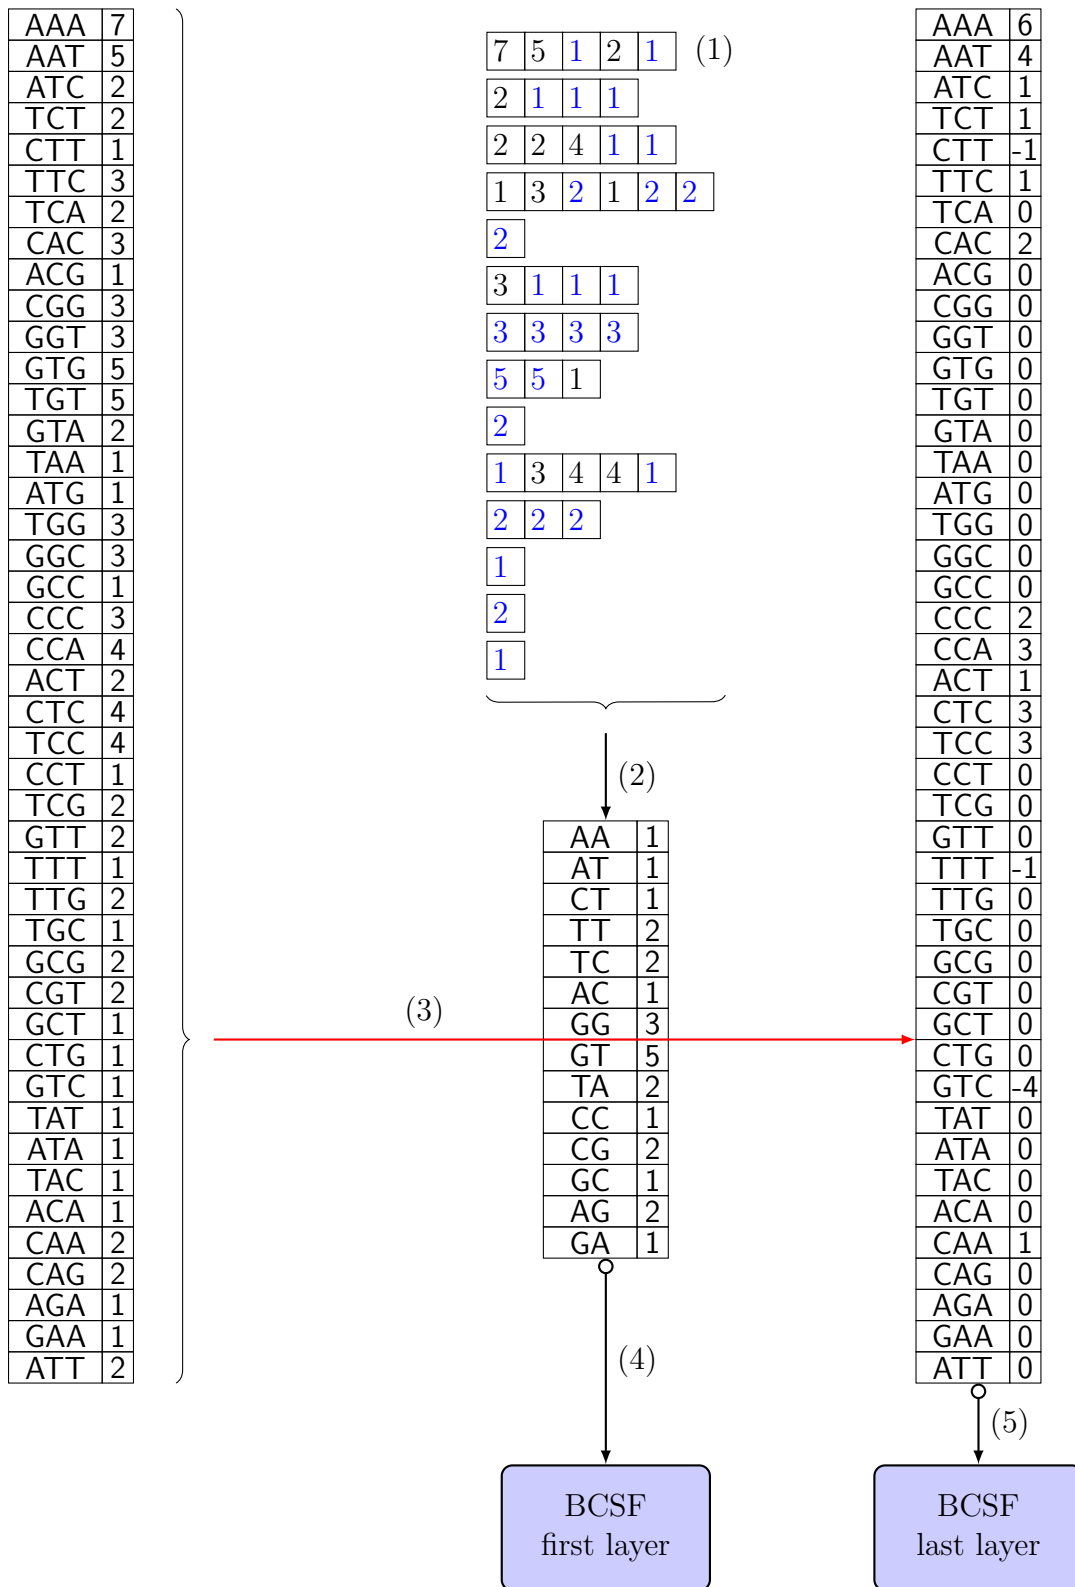 AAA 7
AAT 5
ATC 2
TCT 2
CTT 1
TTC 3
TCA 2
CAC 3
ACG 1
CGG 3
GGT 3
GTG 5
TGT 5
GTA 2
TAA 1
ATG 1
TGG 3
GGC 3
GCC 1
CCC 3
CCA 4
ACT 2
CTC 4
TCC 4
CCT 1
TCG 2
GTT 2
TTT 1
TTG 2
TGC 1
GCG 2
CGT 2
GCT 1
CTG 1
GTC 1
TAT 1
ATA 1
TAC 1
ACA 1
CAA 2
CAG 2
AGA 1
GAA 1
ATT 2
7 5 1 2 1 (1)
2 1 1 1
2 2 4 1 1
1 3 2 1 2 2
2
3 1 1 1
3 3 3 3
5 5 1
2
1 3 4 4 1
2 2 2
1
2
1
(2)
AA 1
AT 1
CT 1
TT 2
TC 2
AC 1
GG 3
GT 5
TA 2
CC 1
CG 2
GC 1
AG 2
GA 1
(3)
(4)
BCSF
first layer
AAA 6
AAT 4
ATC 1
TCT 1
CTT -1
TTC 1
TCA 0
CAC 2
ACG 0
CGG 0
GGT 0
GTG 0
TGT 0
GTA 0
TAA 0
ATG 0
TGG 0
GGC 0
GCC 0
CCC 2
CCA 3
ACT 1
CTC 3
TCC 3
CCT 0
TCG 0
GTT 0
TTT -1
TTG 0
TGC 0
GCG 0
CGT 0
GCT 0
CTG 0
GTC -4
TAT 0
ATA 0
TAC 0
ACA 0
CAA 1
CAG 0
AGA 0
GAA 0
ATT 0
(5)
BCSF
last layer